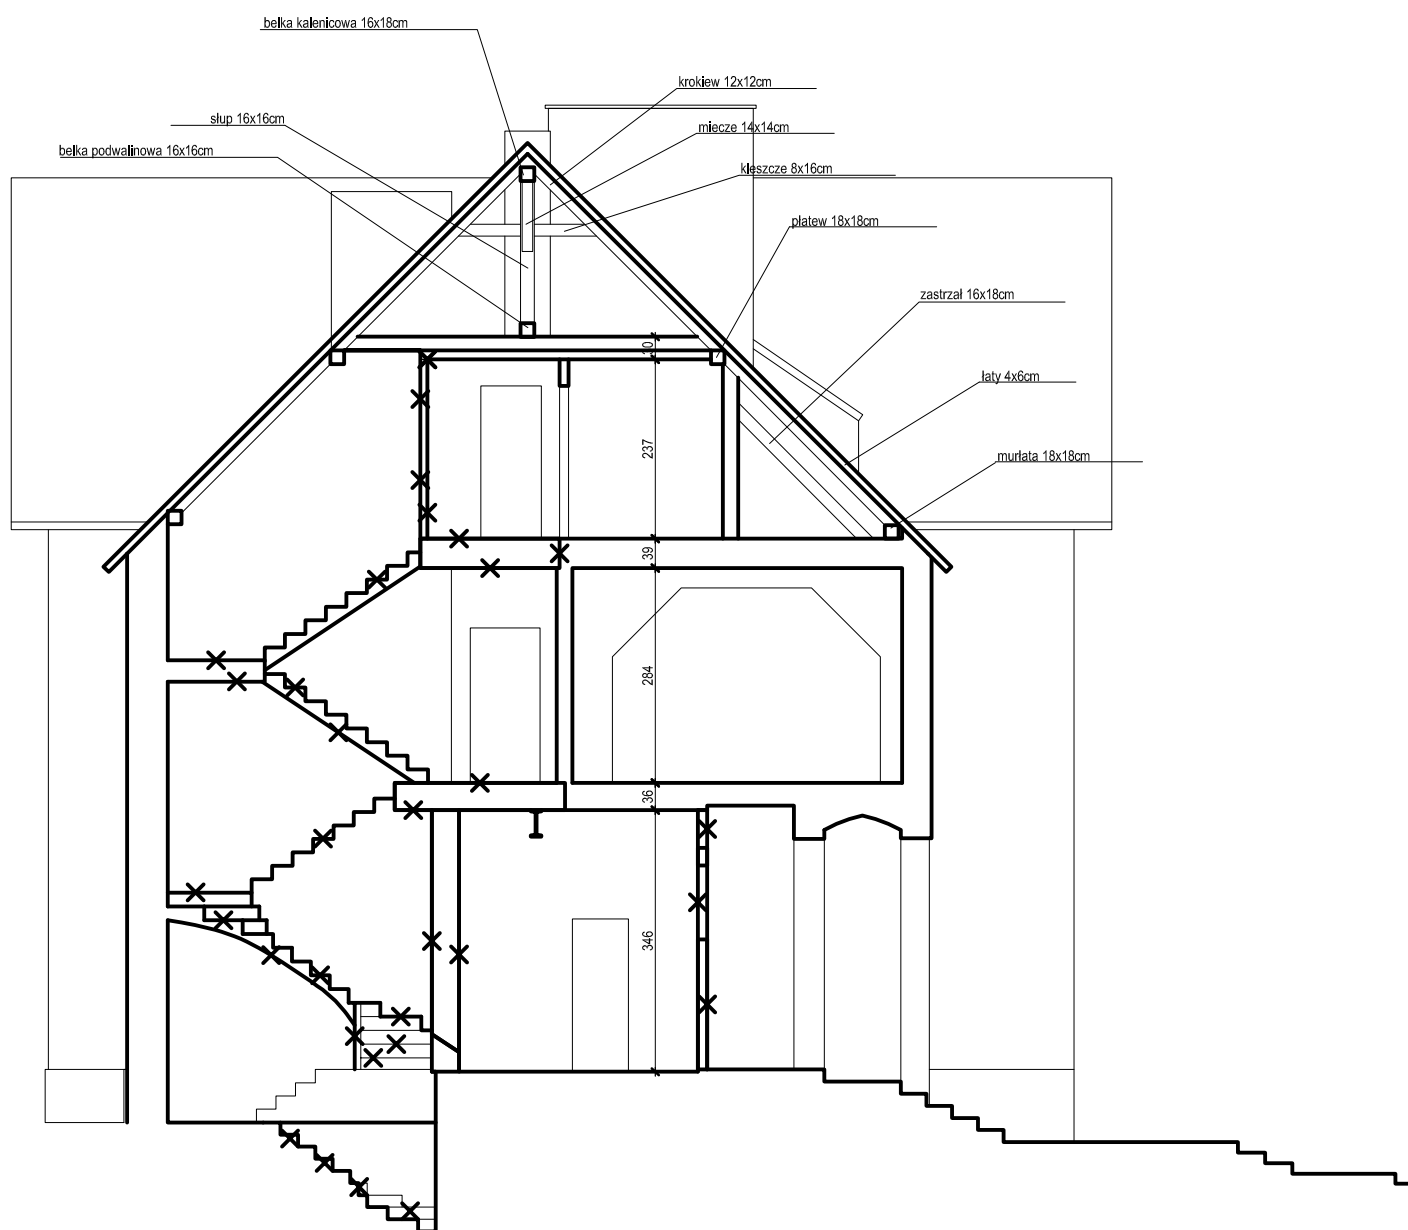 belka kalenicowa 16x18cm
krokiew 12x12cm
słup 16x16cm
miecze 14x14cm
belka podwalinowa 16x16cm
kleszcze 8x16cm
płatew 18x18cm
zastrzał 16x18cm
30
łaty 4x6cm
237
murłata 18x18cm
39
284
36
346